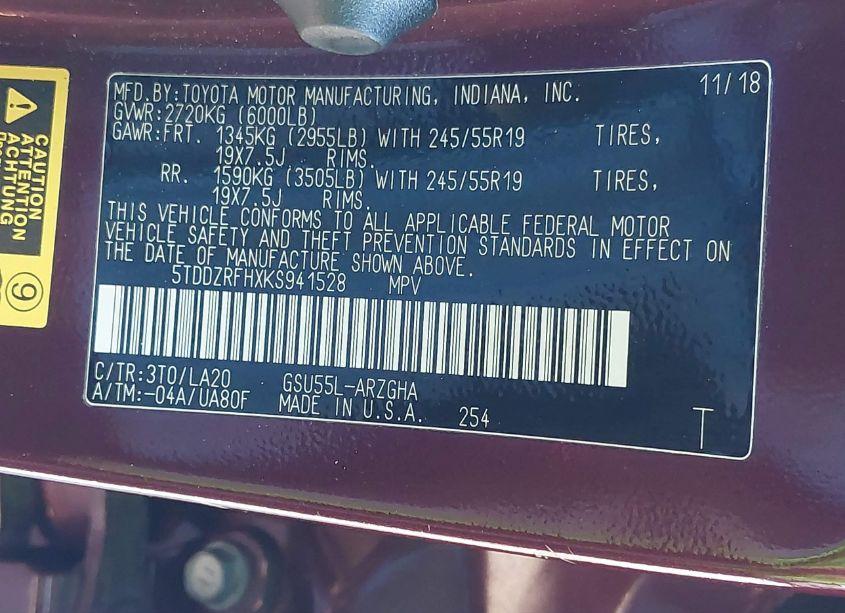 MFD.BY:TOYOTA MOTOR MANUFACTURING, INDIANA, INC. 11/18
GVWR:2720KG (6000LB)
GAWR:FRT. 1345KG (2955LB) WITH 245/55R19 TIRES,
19X7.5J RIMS.
RR. 1590KG (3505LB) WITH 245/55R19 TIRES,
19X7.5J RIMS.
THIS VEHICLE CONFORMS TO ALL APPLICABLE FEDERAL MOTOR
VEHICLE SAFETY AND THEFT PREVENTION STANDARDS IN EFFECT ON
THE DATE OF MANUFACTURE SHOWN ABOVE.
5TDDZRFHXKS941528 MPV
C/TR:3T0/LA20 GSU55L-ARZGHA
A/TM:-04A/UA80F MADE IN U.S.A. 254
T
CAUTION
ATTENTION
ACHTUNG
9